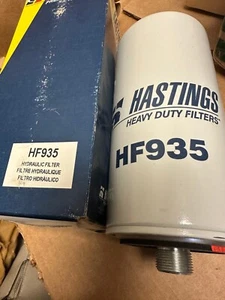 HF935
HYDRAULIC FILTER
FILTRE HYDRAULIQUE
FILTRO HIDRÁULICO
HASTINGS
HEAVY DUTY FILTERS
HF935